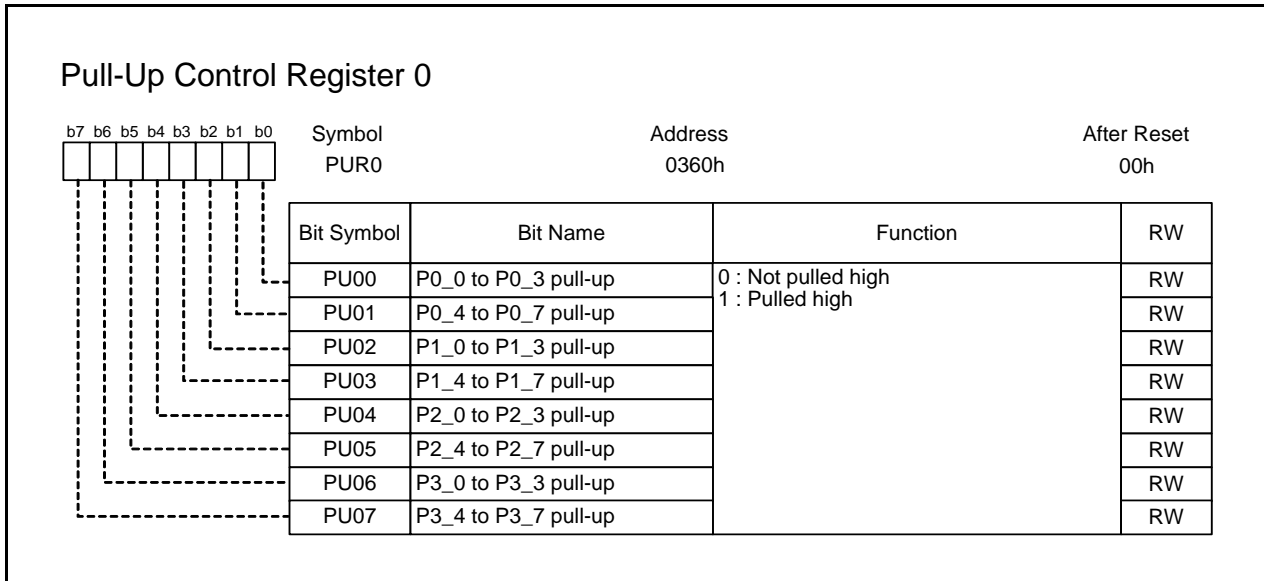 Pull-Up Control Register 0
b7 b6 b5 b4 b3 b2 b1 b0 Symbol Address After Reset
PUR0 0360h 00h
Bit Symbol Bit Name Function RW
PU00 P0_0 to P0_3 pull-up 0 : Not pulled high RW
1 : Pulled high
PU01 P0_4 to P0_7 pull-up RW
PU02 P1_0 to P1_3 pull-up RW
PU03 P1_4 to P1_7 pull-up RW
PU04 P2_0 to P2_3 pull-up RW
PU05 P2_4 to P2_7 pull-up RW
PU06 P3_0 to P3_3 pull-up RW
PU07 P3_4 to P3_7 pull-up RW